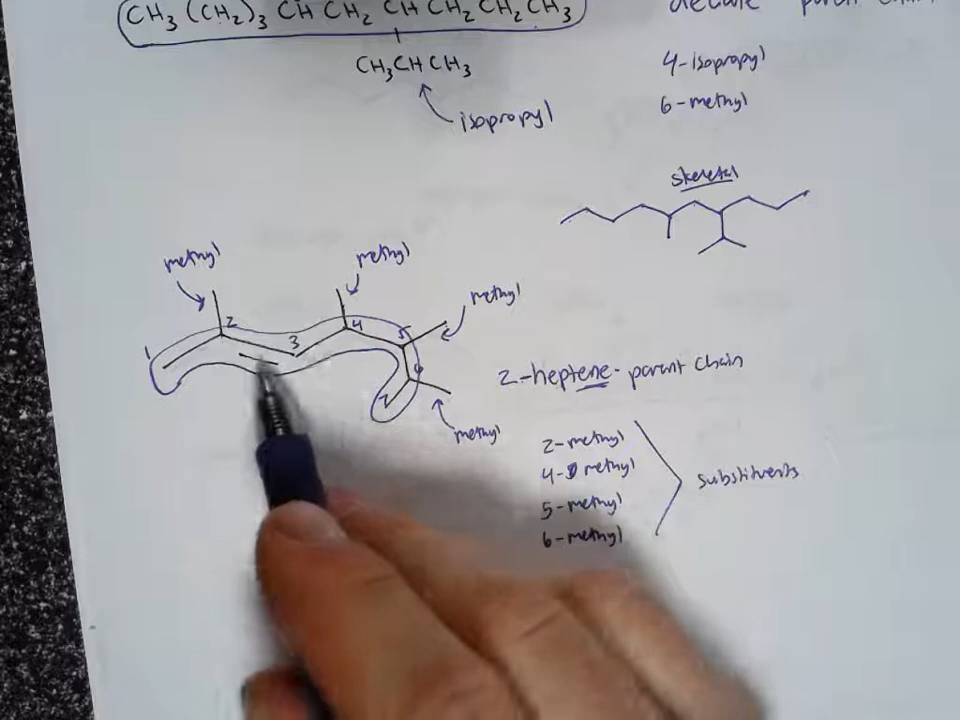 CH3 (CH2)3 CH CH2 CH CH2 CH2 CH3
CH3CHCH3
isopropyl
parent chain
4-isopropyl
6-methyl
skeletal
methyl
methyl
methyl
1
2
3
4
5
6
7
methyl
2-heptene- parent chain
2-methyl
4-methyl
5-methyl
6-methyl
substituents